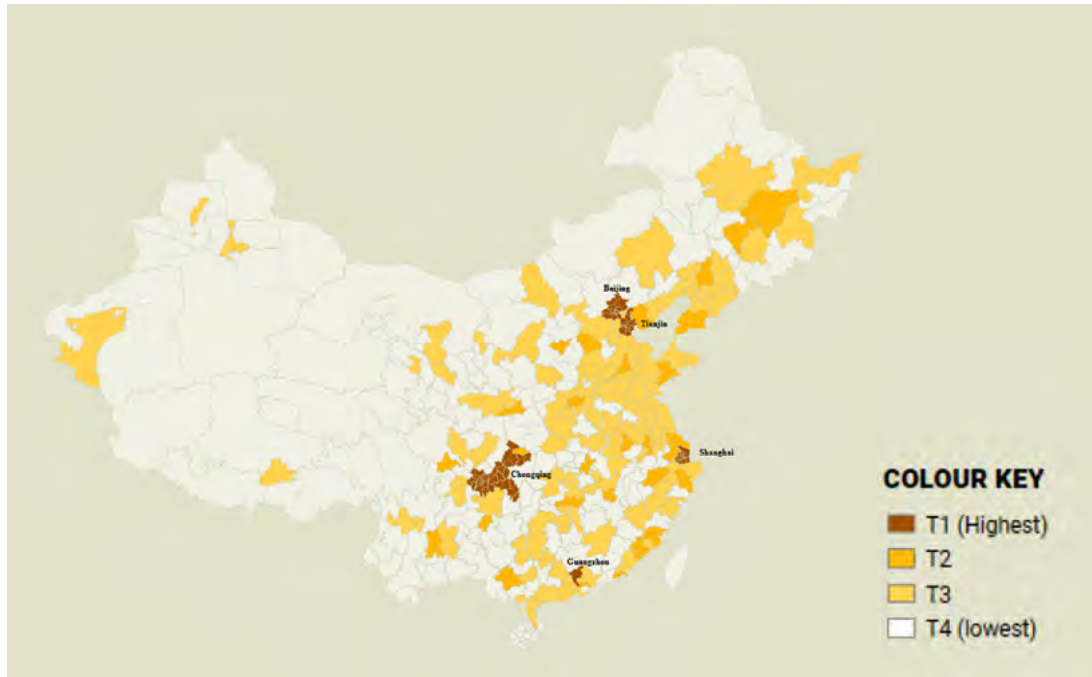 Beijing
Tianjin
Shanghai
Chongqing
Guangzhou
COLOUR KEY
T1 (Highest)
T2
T3
T4 (lowest)